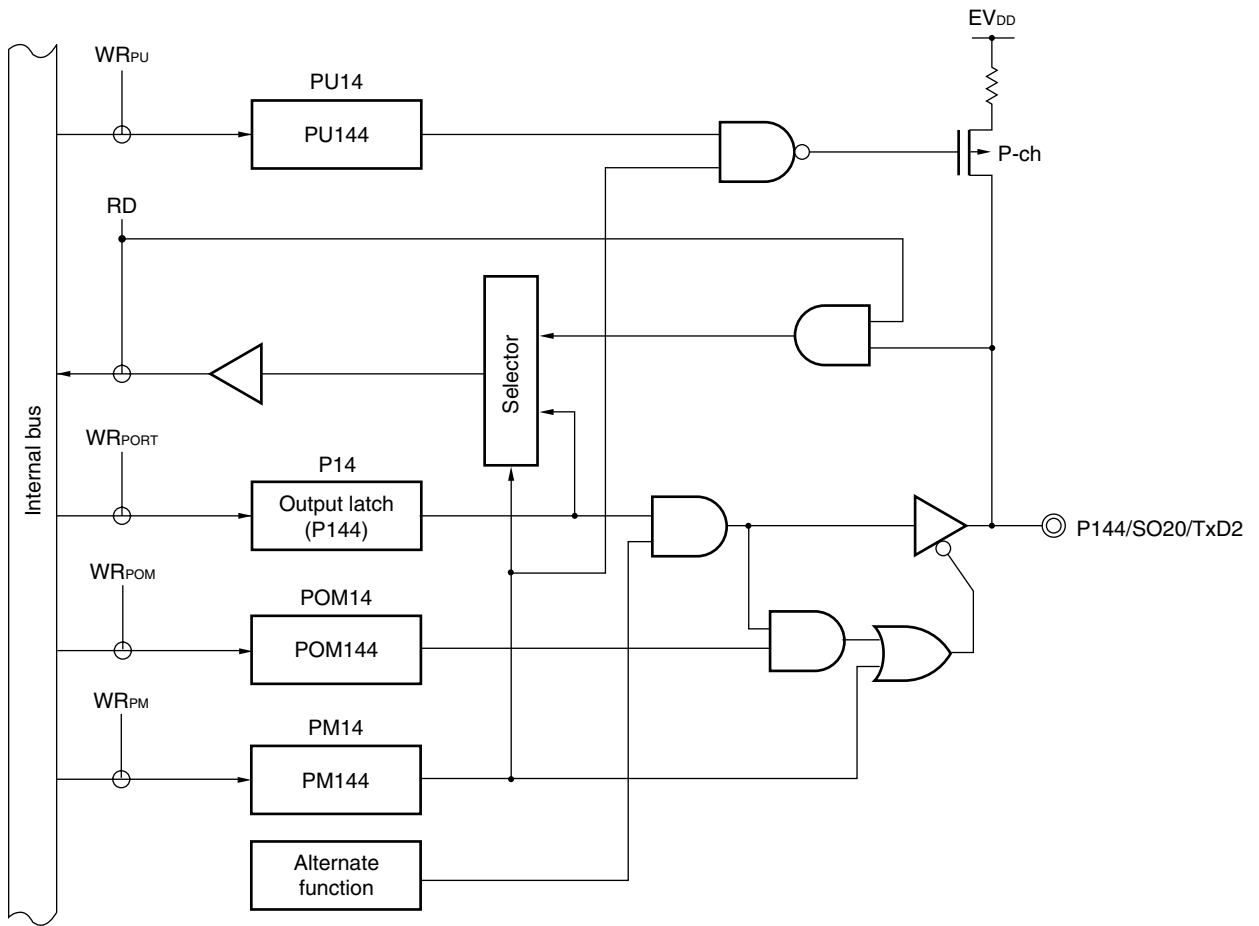 EVDD
WRPU
PU14
PU144
P-ch
RD
Selector
Internal bus
WRPORT
P14
Output latch
(P144)
P144/SO20/TxD2
WRPOM
POM14
POM144
WRPM
PM14
PM144
Alternate
function